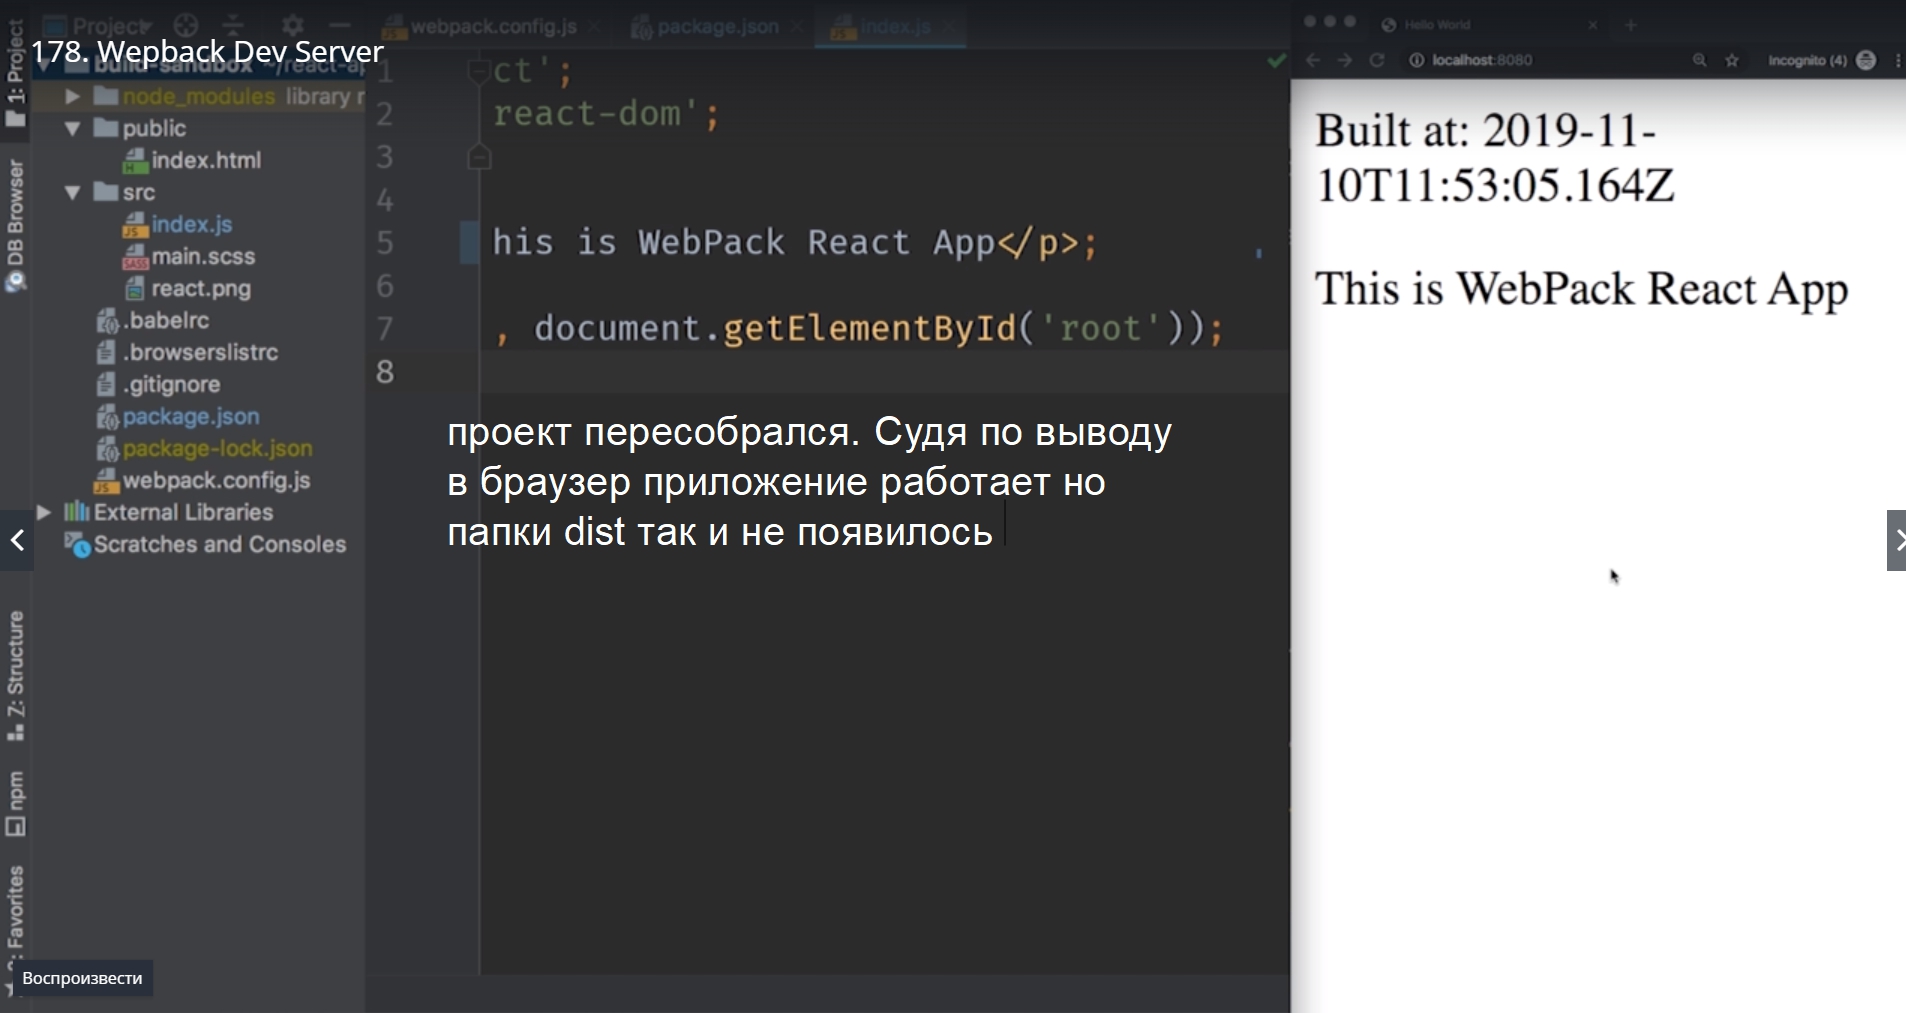 178. Wepback Dev Server
Project
webpack.config.js
package.json
index.js
1: Project
DB Browser
Z: Structure
npm
Favorites
build-sandbox ~/react-ap
node_modules library r
public
index.html
src
index.js
main.scss
react.png
.babelrc
.browserslistrc
.gitignore
package.json
package-lock.json
webpack.config.js
External Libraries
Scratches and Consoles
1 ct';
2 react-dom';
3
4
5 his is WebPack React App</p>;
6
7 , document.getElementById('root'));
8
проект пересобрался. Судя по выводу
в браузер приложение работает но
папки dist так и не появилось
Воспроизвести
Hello World
localhost:8080
Incognito (4)
Built at: 2019-11-
10T11:53:05.164Z
This is WebPack React App